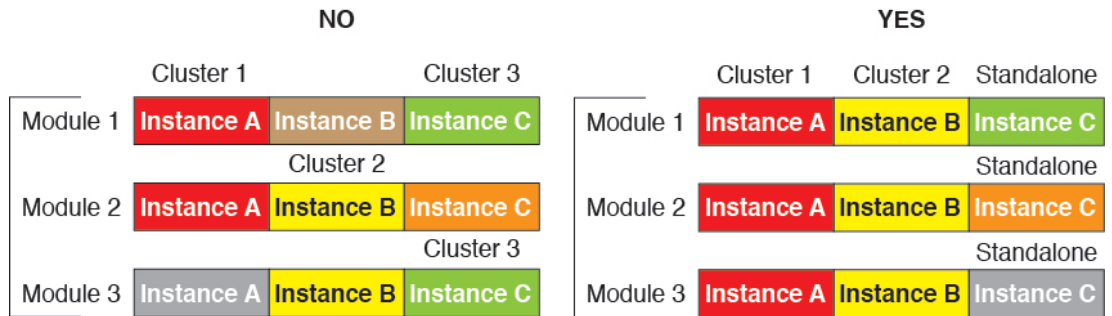 NO
Cluster 1 Cluster 3
Module 1 Instance A Instance B Instance C
Cluster 2
Module 2 Instance A Instance B Instance C
Cluster 3
Module 3 Instance A Instance B Instance C
YES
Cluster 1 Cluster 2 Standalone
Module 1 Instance A Instance B Instance C
Standalone
Module 2 Instance A Instance B Instance C
Standalone
Module 3 Instance A Instance B Instance C